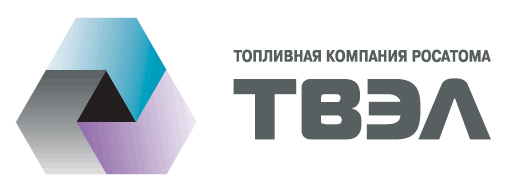 ТОПЛИВНАЯ КОМПАНИЯ РОСАТОМА
ТВЭЛ